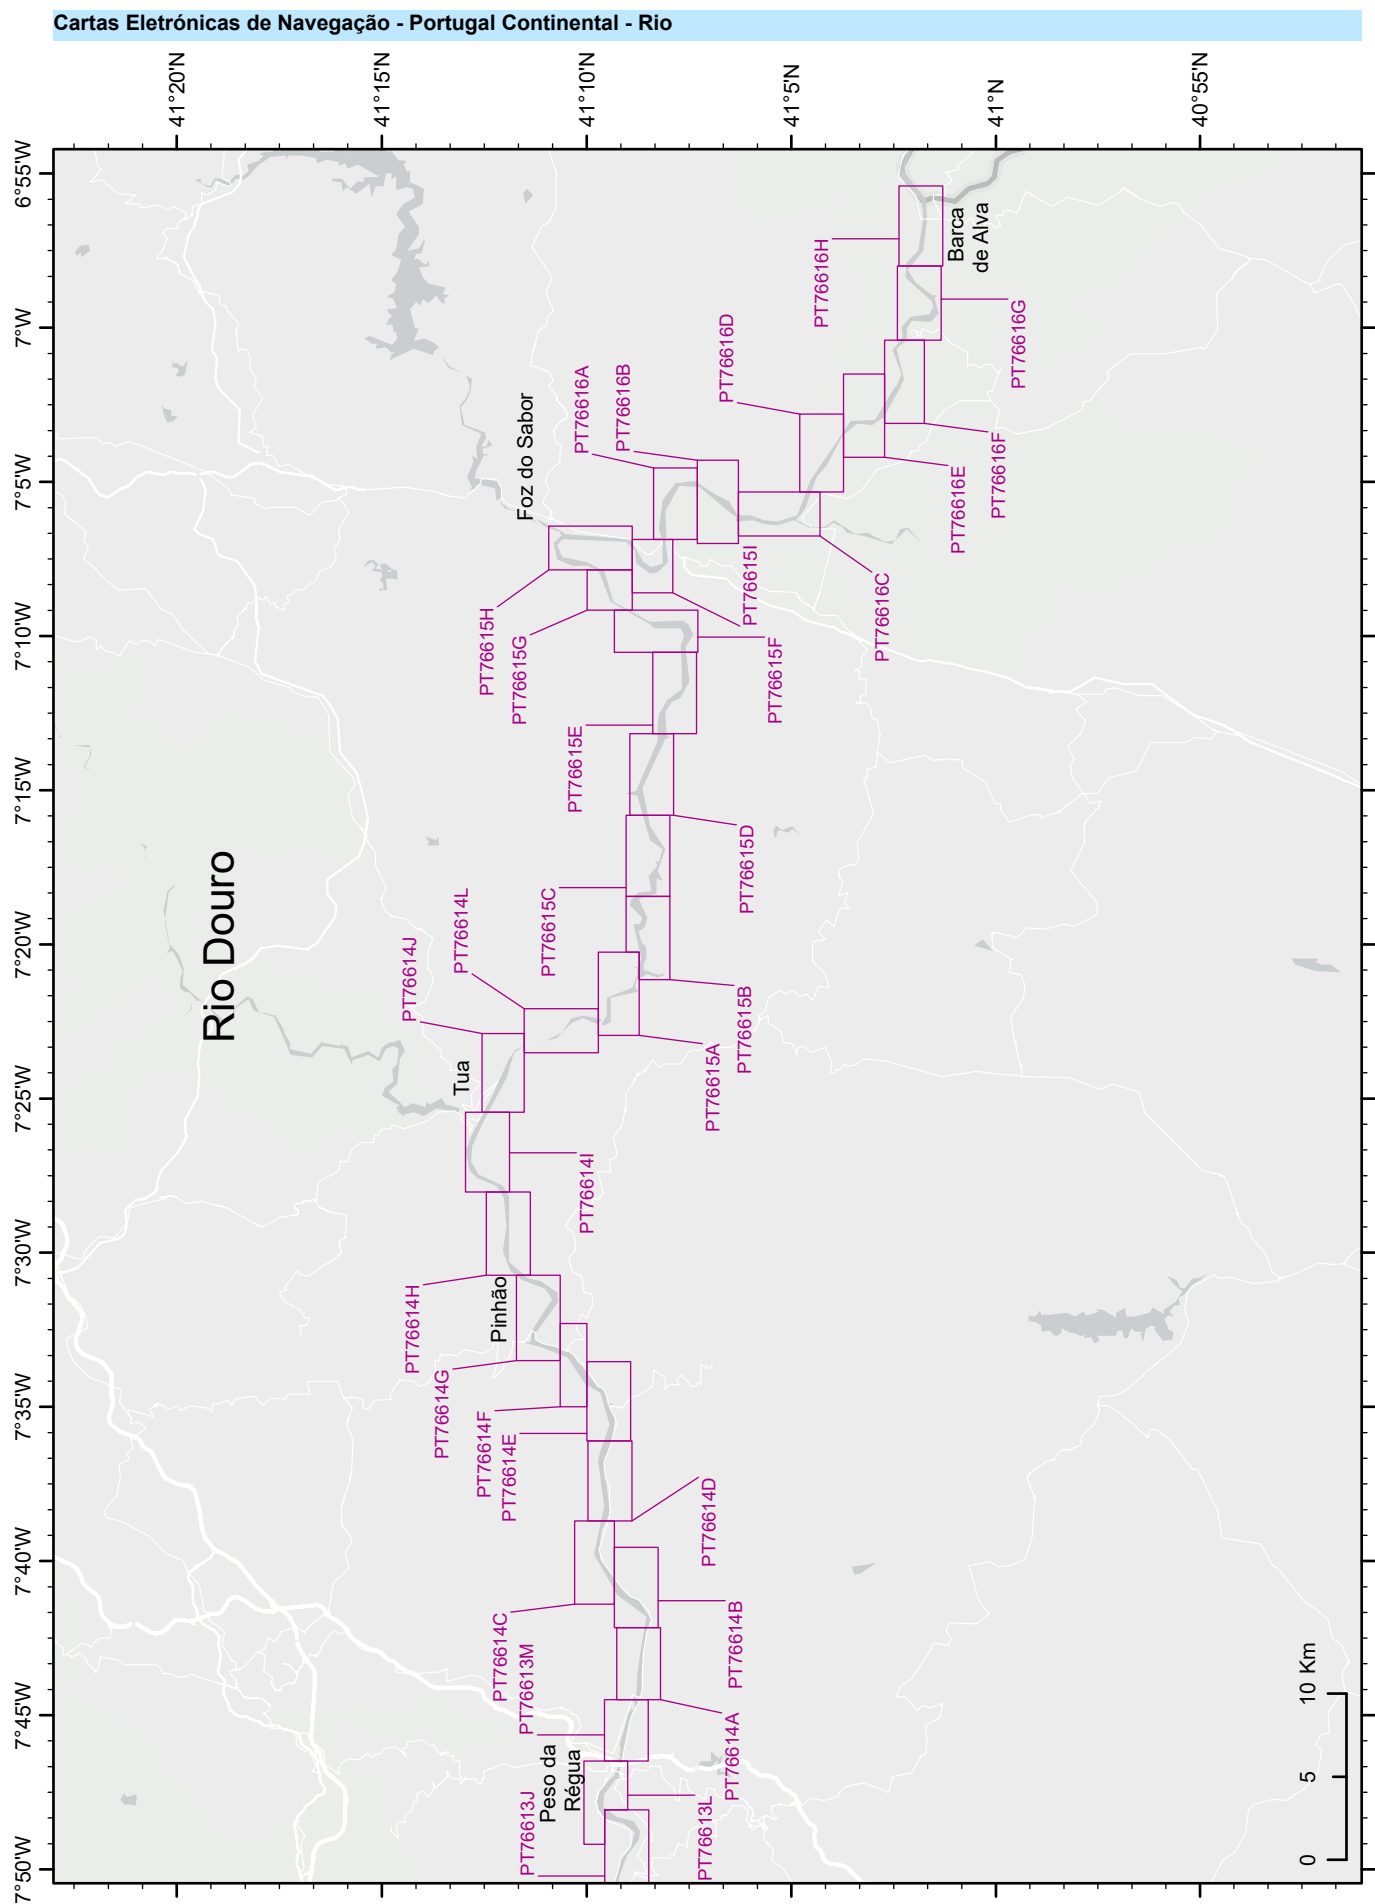 Cartas Eletrónicas de Navegação - Portugal Continental - Rio
41°20'N
41°15'N
41°10'N
41°5'N
41°N
40°55'N
6°55'W
7°W
7°5'W
7°10'W
7°15'W
7°20'W
7°25'W
7°30'W
7°35'W
7°40'W
7°45'W
7°50'W
Rio Douro
Barca
de Alva
PT76616H
PT76616G
PT76616D
PT76616F
PT76616E
PT76616A
PT76616B
PT76616C
Foz do Sabor
PT76615I
PT76615H
PT76615G
PT76615F
PT76615E
PT76615D
PT76615C
PT76615B
PT76615A
PT76614L
PT76614J
Tua
PT76614I
PT76614H
Pinhão
PT76614G
PT76614F
PT76614E
PT76614D
PT76614C
PT76614B
PT76614A
PT76613M
Peso da
Régua
PT76613L
PT76613J
0 5 10 Km